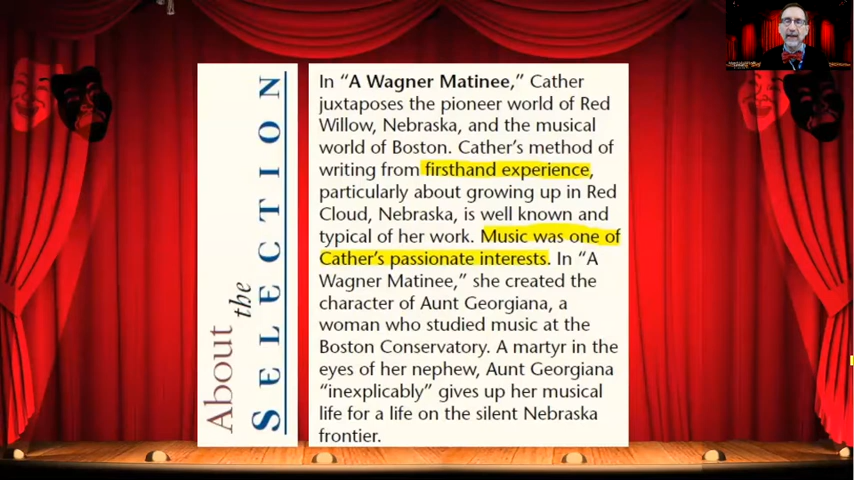 About
the
SELECTION
In “A Wagner Matinee,” Cather
juxtaposes the pioneer world of Red
Willow, Nebraska, and the musical
world of Boston. Cather’s method of
writing from firsthand experience,
particularly about growing up in Red
Cloud, Nebraska, is well known and
typical of her work. Music was one of
Cather’s passionate interests. In “A
Wagner Matinee,” she created the
character of Aunt Georgiana, a
woman who studied music at the
Boston Conservatory. A martyr in the
eyes of her nephew, Aunt Georgiana
“inexplicably” gives up her musical
life for a life on the silent Nebraska
frontier.